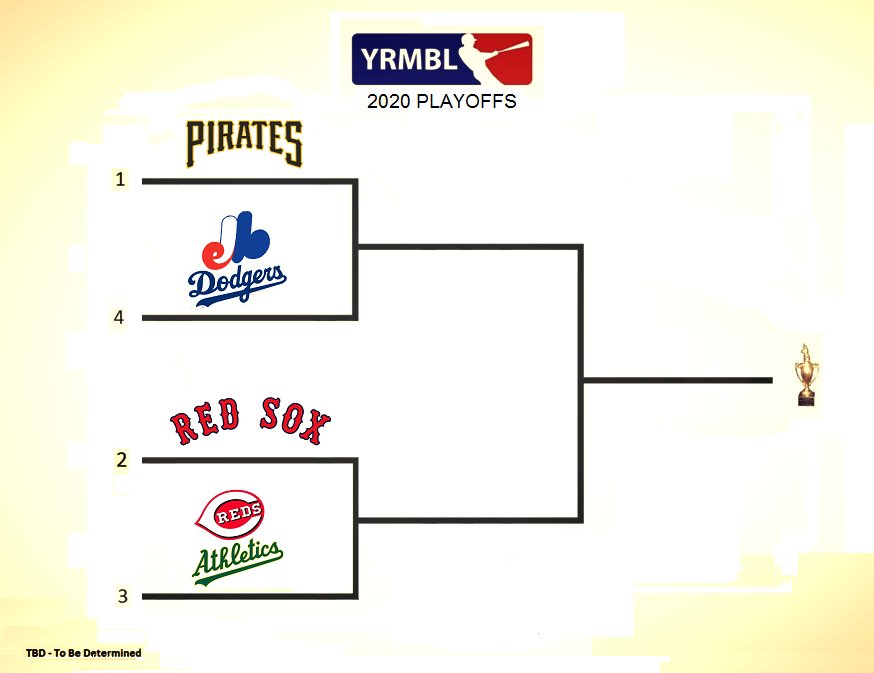 YRMBL
2020 PLAYOFFS
PIRATES
1
Dodgers
4
RED SOX
2
REDS
Athletics
3
TBD - To Be Determined